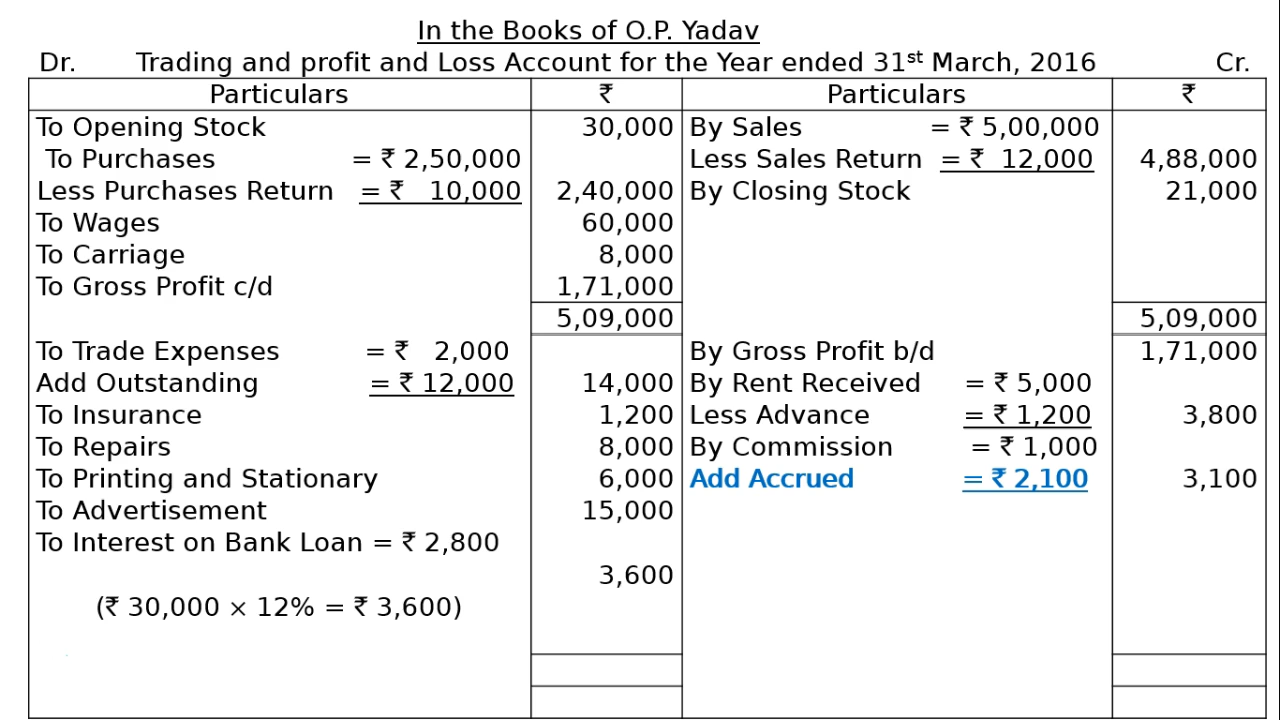 In the Books of O.P. Yadav
Dr. Trading and profit and Loss Account for the Year ended 31st March, 2016 Cr.
Particulars ₹ Particulars ₹
To Opening Stock 30,000 By Sales = ₹ 5,00,000
To Purchases = ₹ 2,50,000 Less Sales Return = ₹ 12,000 4,88,000
Less Purchases Return = ₹ 10,000 2,40,000 By Closing Stock 21,000
To Wages 60,000
To Carriage 8,000
To Gross Profit c/d 1,71,000
5,09,000 5,09,000
To Trade Expenses = ₹ 2,000 By Gross Profit b/d 1,71,000
Add Outstanding = ₹ 12,000 14,000 By Rent Received = ₹ 5,000
To Insurance 1,200 Less Advance = ₹ 1,200 3,800
To Repairs 8,000 By Commission = ₹ 1,000
To Printing and Stationary 6,000 Add Accrued = ₹ 2,100 3,100
To Advertisement 15,000
To Interest on Bank Loan = ₹ 2,800
3,600
(₹ 30,000 × 12% = ₹ 3,600)